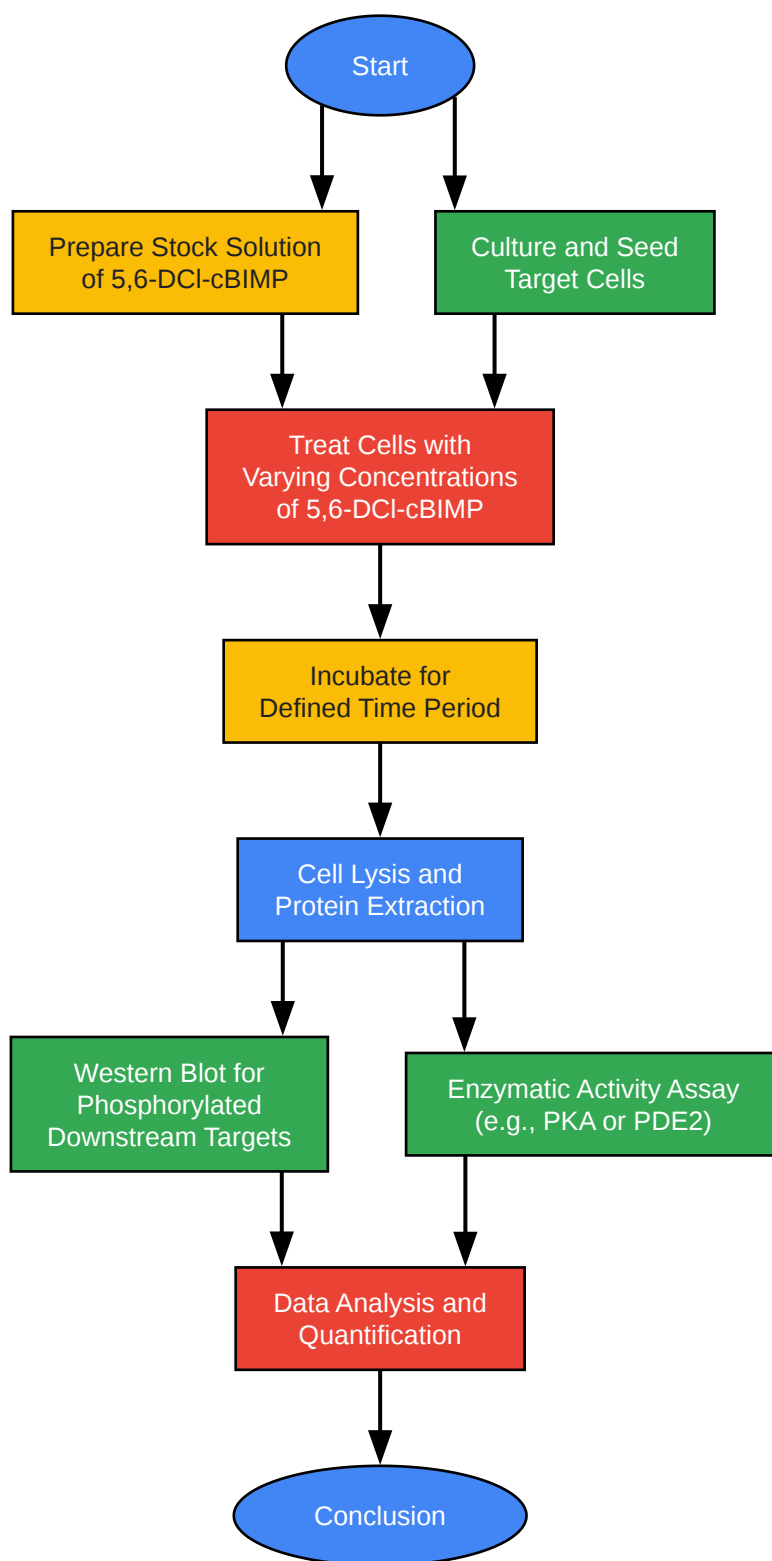 Start
Prepare Stock Solution
of 5,6-DCl-cBIMP
Culture and Seed
Target Cells
Treat Cells with
Varying Concentrations
of 5,6-DCl-cBIMP
Incubate for
Defined Time Period
Cell Lysis and
Protein Extraction
Western Blot for
Phosphorylated
Downstream Targets
Enzymatic Activity Assay
(e.g., PKA or PDE2)
Data Analysis and
Quantification
Conclusion